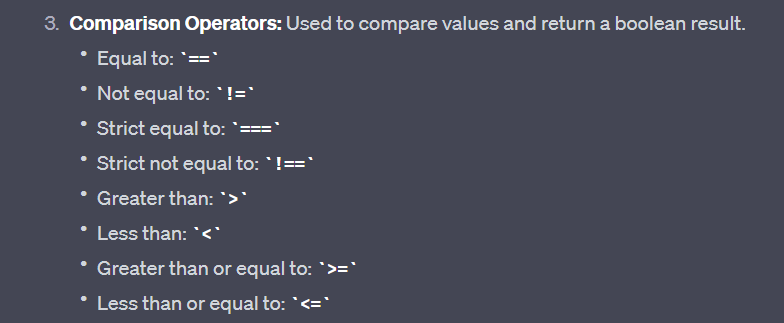 3. Comparison Operators: Used to compare values and return a boolean result.
• Equal to: `==`
• Not equal to: `!=`
• Strict equal to: `===`
• Strict not equal to: `!==`
• Greater than: `>`
• Less than: `<`
• Greater than or equal to: `>=`
• Less than or equal to: `<=`